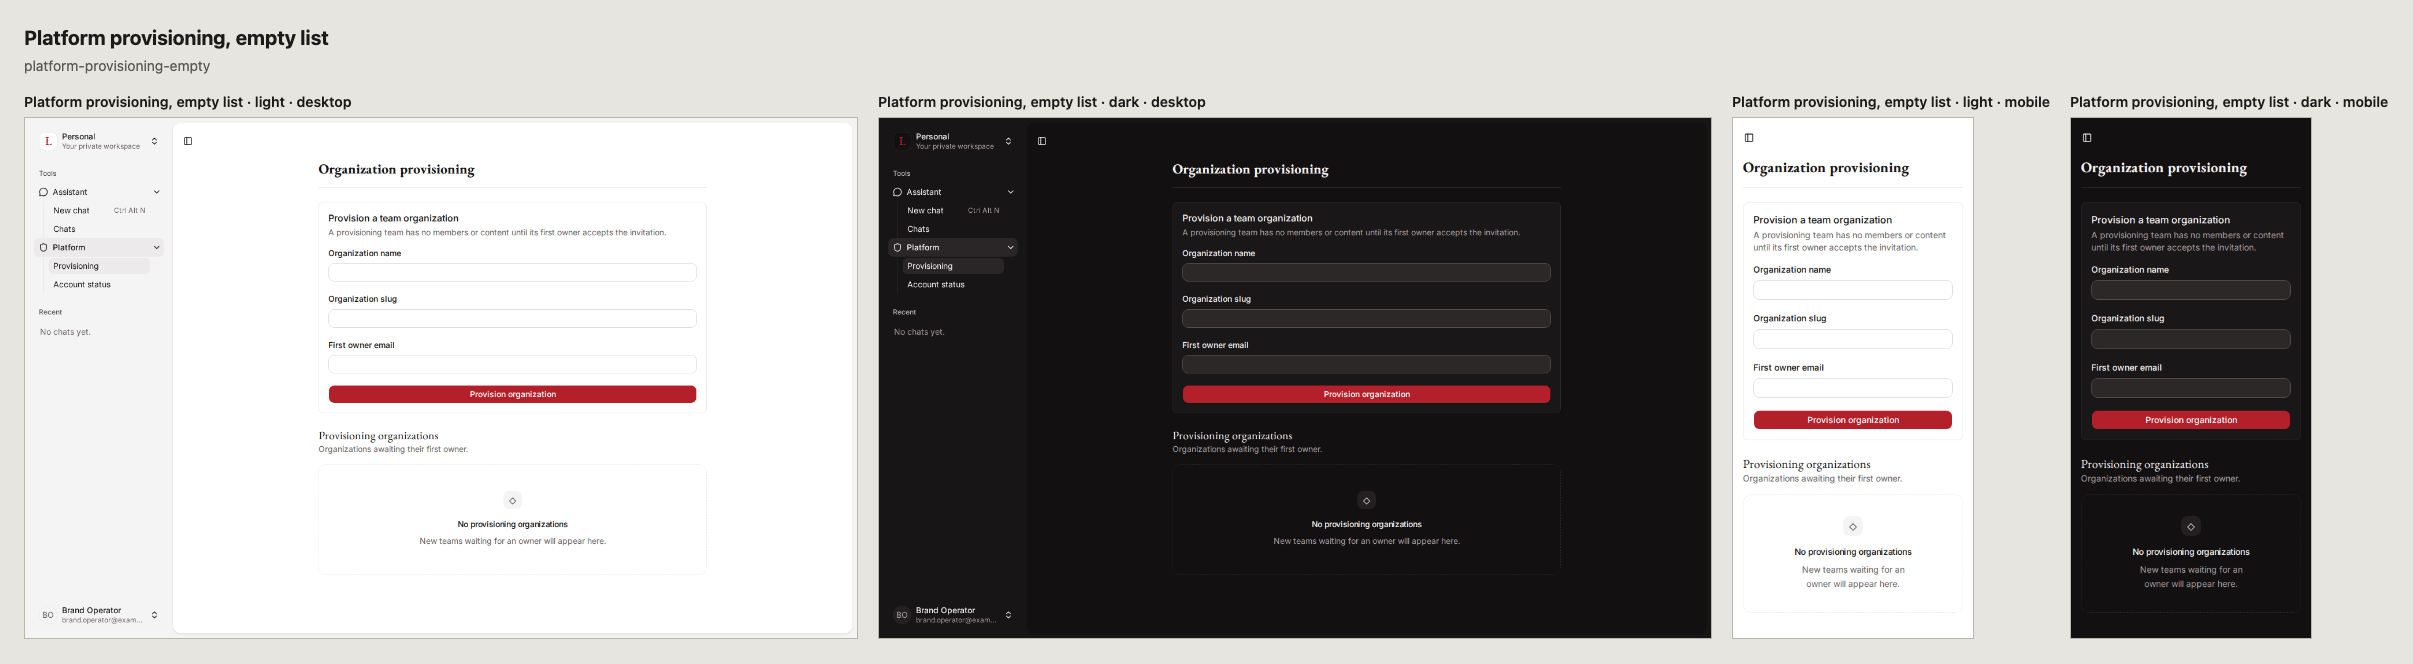 Platform provisioning, empty list
platform-provisioning-empty
Platform provisioning, empty list · light · desktop
L
Personal
Your private workspace
Tools
Assistant
New chat
Ctrl Alt N
Chats
Platform
Provisioning
Account status
Recent
No chats yet.
BO
Brand Operator
brand.operator@exam...
Organization provisioning
Provision a team organization
A provisioning team has no members or content until its first owner accepts the invitation.
Organization name
Organization slug
First owner email
Provision organization
Provisioning organizations
Organizations awaiting their first owner.
No provisioning organizations
New teams waiting for an owner will appear here.
Platform provisioning, empty list · dark · desktop
L
Personal
Your private workspace
Tools
Assistant
New chat
Ctrl Alt N
Chats
Platform
Provisioning
Account status
Recent
No chats yet.
BO
Brand Operator
brand.operator@exam...
Organization provisioning
Provision a team organization
A provisioning team has no members or content until its first owner accepts the invitation.
Organization name
Organization slug
First owner email
Provision organization
Provisioning organizations
Organizations awaiting their first owner.
No provisioning organizations
New teams waiting for an owner will appear here.
Platform provisioning, empty list · light · mobile
Organization provisioning
Provision a team organization
A provisioning team has no members or content
until its first owner accepts the invitation.
Organization name
Organization slug
First owner email
Provision organization
Provisioning organizations
Organizations awaiting their first owner.
No provisioning organizations
New teams waiting for an
owner will appear here.
Platform provisioning, empty list · dark · mobile
Organization provisioning
Provision a team organization
A provisioning team has no members or content
until its first owner accepts the invitation.
Organization name
Organization slug
First owner email
Provision organization
Provisioning organizations
Organizations awaiting their first owner.
No provisioning organizations
New teams waiting for an
owner will appear here.